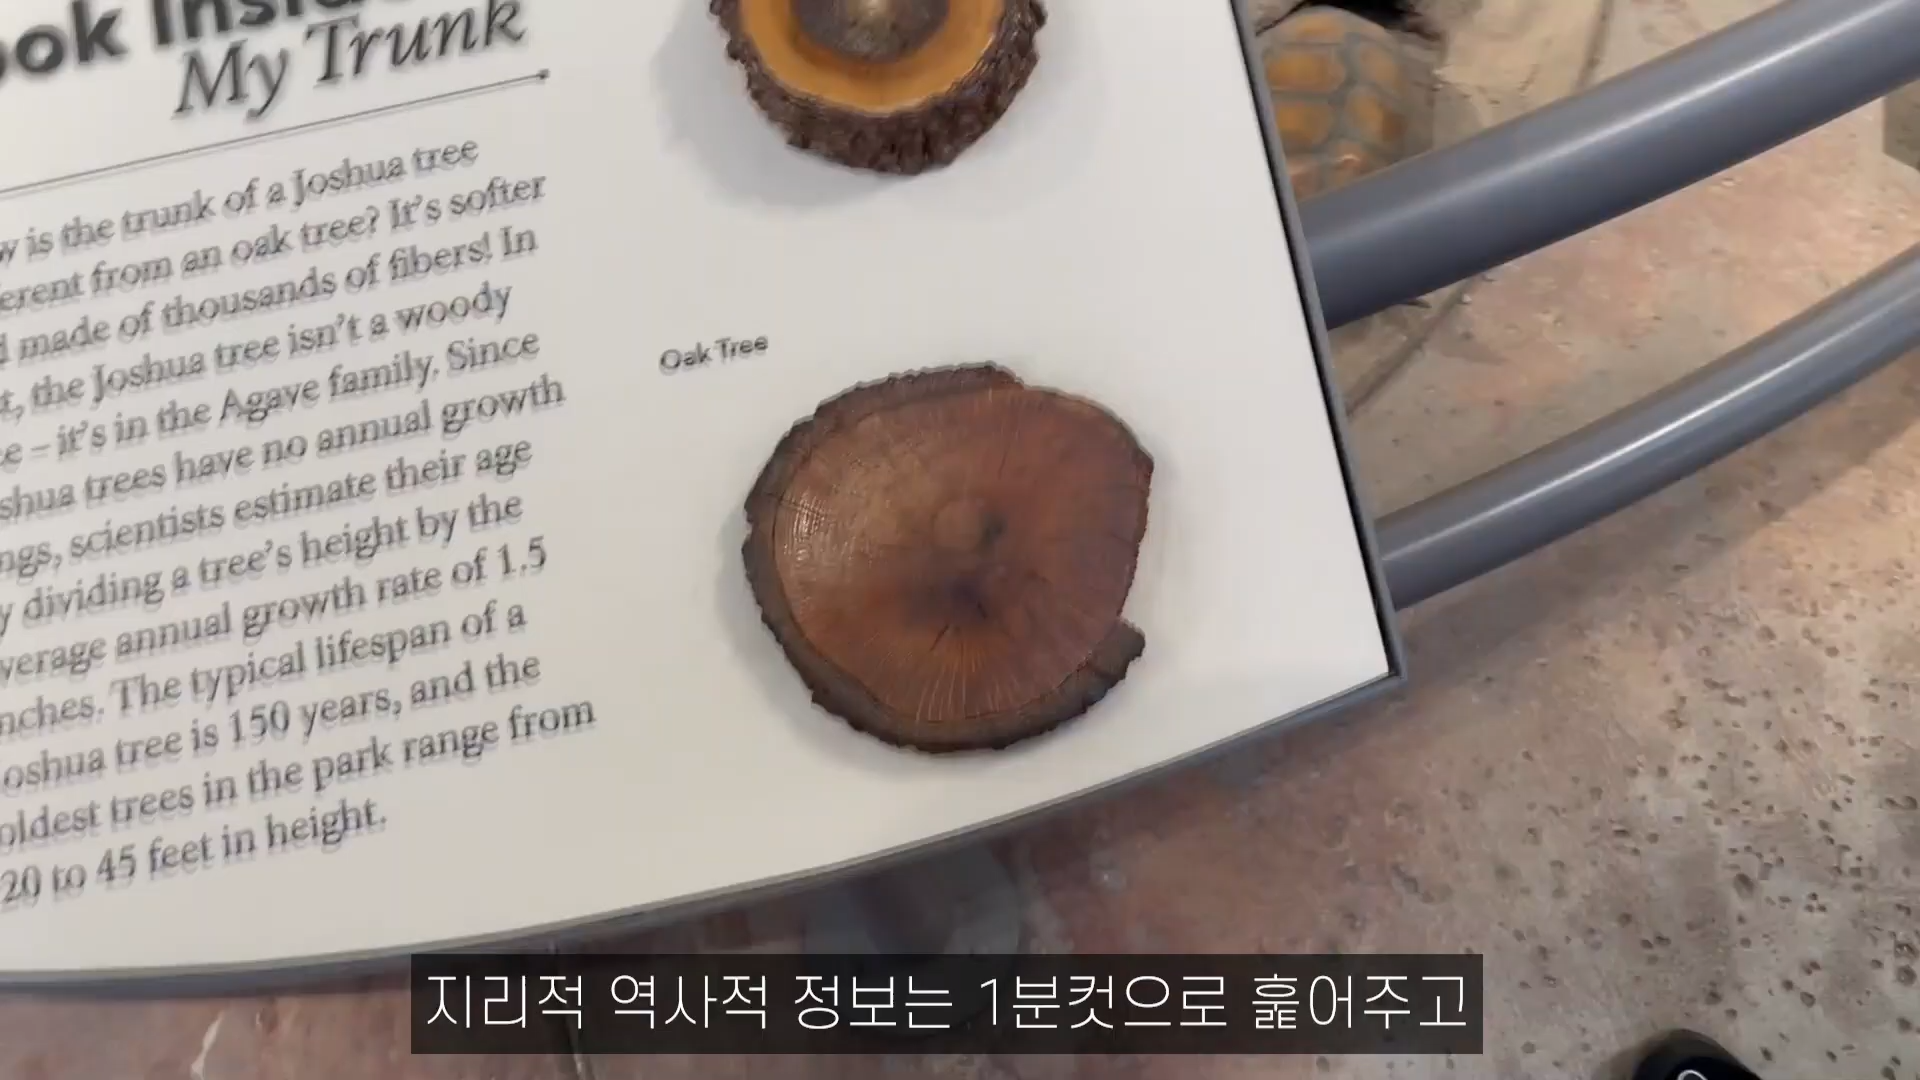 ook Inside
My Trunk
w is the trunk of a Joshua tree
erent from an oak tree? It's softer
d made of thousands of fibers! In
t, the Joshua tree isn't a woody
e – it's in the Agave family. Since
shua trees have no annual growth
ngs, scientists estimate their age
y dividing a tree's height by the
verage annual growth rate of 1.5
nches. The typical lifespan of a
oshua tree is 150 years, and the
oldest trees in the park range from
20 to 45 feet in height.
Oak Tree
지리적 역사적 정보는 1분컷으로 훑어주고